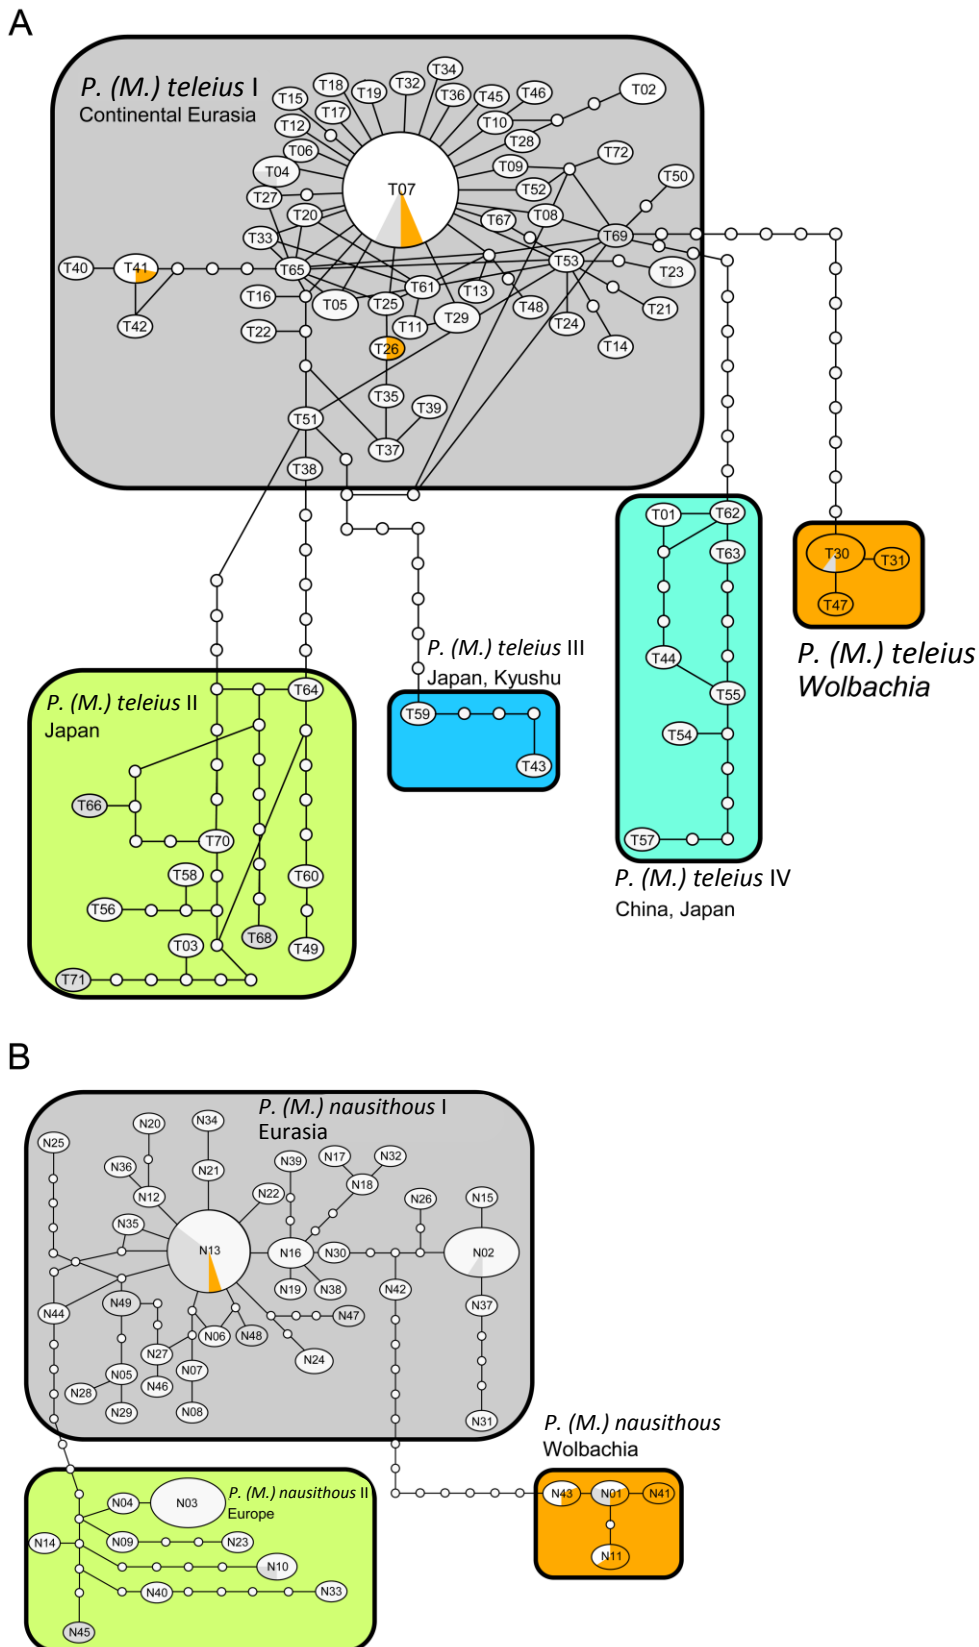 A
P. (M.) teleius I
Continental Eurasia
T34
T18
T32
T15
T19
T36
T45
T46
T02
T17
T10
T12
T28
T06
T72
T09
T04
T50
T07
T52
T27
T20
T67
T08
T33
T69
T40
T41
T65
T53
T23
T16
T05
T25
T61
T13
T48
T21
T42
T22
T11
T29
T24
T26
T14
T35
T39
T51
T37
T38
T01
T62
T63
T30
T31
T47
T44
P. (M.) teleius III
Japan, Kyushu
P. (M.) teleius
Wolbachia
P. (M.) teleius II
Japan
T64
T55
T59
T54
T43
T66
T70
T57
T58
T60
P. (M.) teleius IV
China, Japan
T56
T68
T03
T49
T71
B
P. (M.) nausithous I
Eurasia
N25
N20
N34
N36
N21
N39
N17
N32
N12
N22
N18
N26
N15
N35
N13
N16
N30
N02
N19
N38
N42
N44
N49
N37
N06
N48
N47
N27
N24
N05
N07
N28
N46
N29
N08
N31
P. (M.) nausithous
Wolbachia
N04
N03
P. (M.) nausithous II
Europe
N43
N01
N41
N14
N09
N23
N11
N10
N40
N33
N45